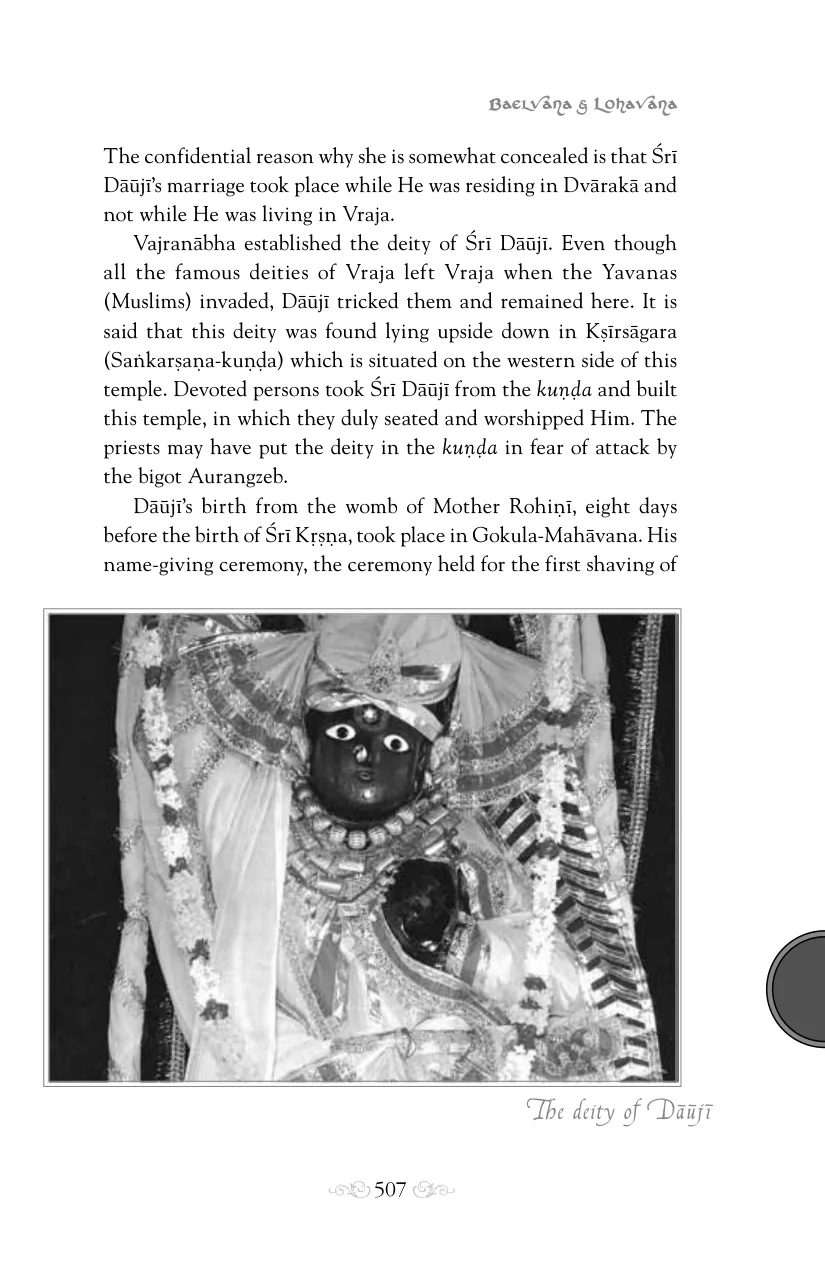 Baelvana & Lohavana
The confidential reason why she is somewhat concealed is that Śrī
Dāūjī’s marriage took place while He was residing in Dvārakā and
not while He was living in Vraja.
Vajranābha established the deity of Śrī Dāūjī. Even though
all the famous deities of Vraja left Vraja when the Yavanas
(Muslims) invaded, Dāūjī tricked them and remained here. It is
said that this deity was found lying upside down in Kṣīrsāgara
(Saṅkarṣaṇa-kuṇḍa) which is situated on the western side of this
temple. Devoted persons took Śrī Dāūjī from the kuṇḍa and built
this temple, in which they duly seated and worshipped Him. The
priests may have put the deity in the kuṇḍa in fear of attack by
the bigot Aurangzeb.
Dāūjī’s birth from the womb of Mother Rohiṇī, eight days
before the birth of Śrī Kṛṣṇa, took place in Gokula-Mahāvana. His
name-giving ceremony, the ceremony held for the first shaving of
The deity of Dāūjī
507